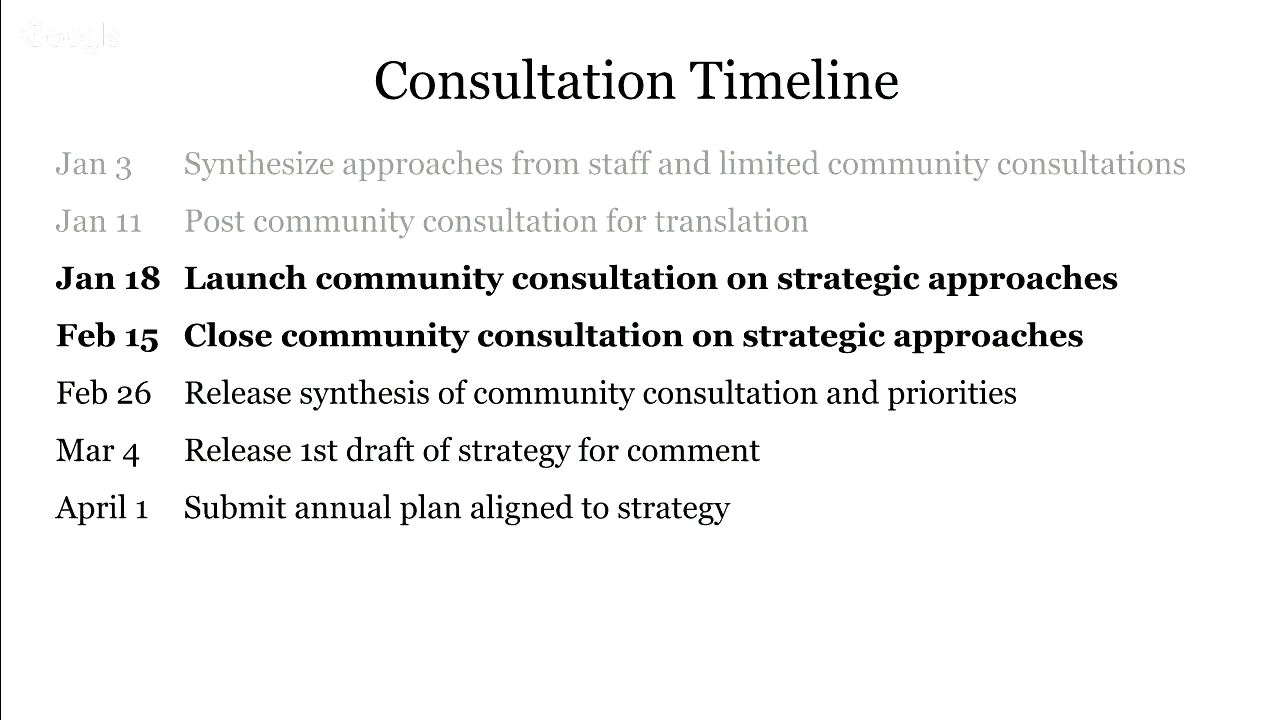 Google
Consultation Timeline
Jan 3 Synthesize approaches from staff and limited community consultations
Jan 11 Post community consultation for translation
Jan 18 Launch community consultation on strategic approaches
Feb 15 Close community consultation on strategic approaches
Feb 26 Release synthesis of community consultation and priorities
Mar 4 Release 1st draft of strategy for comment
April 1 Submit annual plan aligned to strategy